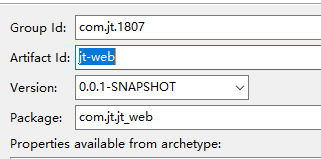 Group Id: com.jt.1807
Artifact Id: jt-web
Version: 0.0.1-SNAPSHOT
Package: com.jt.jt_web
Properties available from archetype: